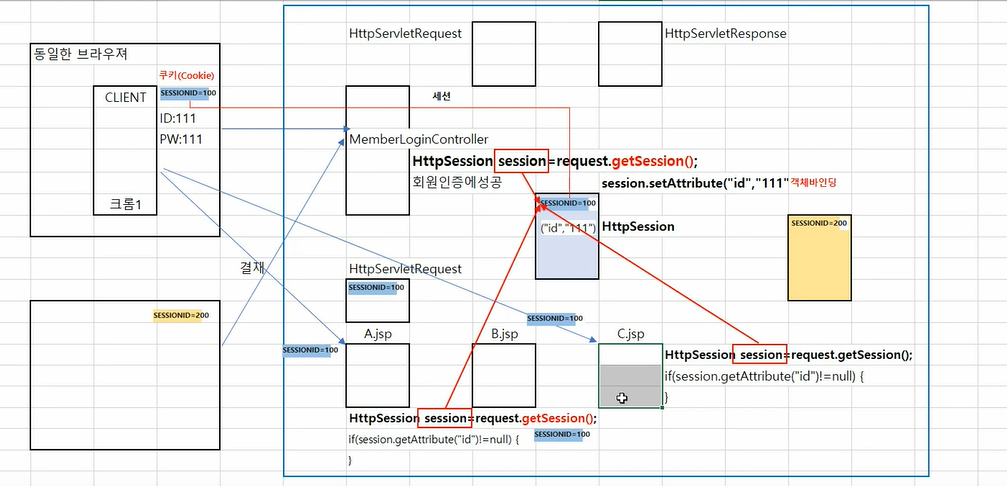 동일한 브라우져
쿠키(Cookie)
CLIENT
SESSIONID=100
ID:111
PW:111
크롬1
결재
SESSIONID=200
HttpServletRequest
HttpServletResponse
세션
MemberLoginController
HttpSession session=request.getSession();
회원인증에성공
session.setAttribute("id","111"
객체바인딩
SESSIONID=100
("id","111")
HttpSession
SESSIONID=200
HttpServletRequest
SESSIONID=100
SESSIONID=100
SESSIONID=100
A.jsp
B.jsp
C.jsp
HttpSession session=request.getSession();
if(session.getAttribute("id")!=null) {
}
HttpSession session=request.getSession();
if(session.getAttribute("id")!=null) {
SESSIONID=100
}